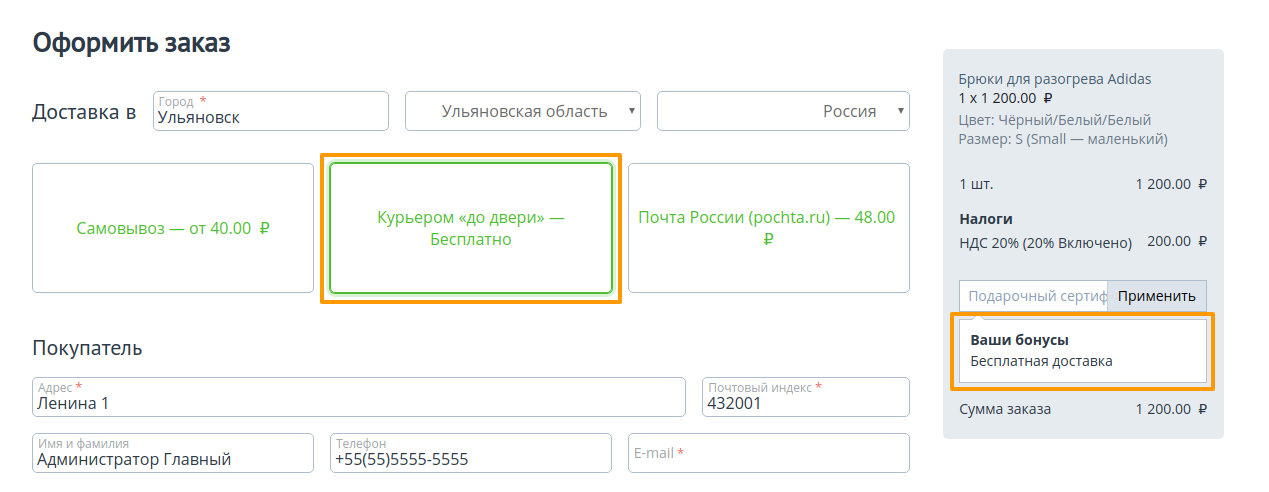 Оформить заказ
Доставка в
Город *
Ульяновск
Ульяновская область
Россия
Самовывоз — от 40.00 ₽
Курьером «до двери» —
Бесплатно
Почта России (pochta.ru) — 48.00
₽
Покупатель
Адрес *
Ленина 1
Почтовый индекс *
432001
Имя и фамилия
Администратор Главный
Телефон
+55(55)5555-5555
E-mail *
Брюки для разогрева Adidas
1 x 1 200.00 ₽
Цвет: Чёрный/Белый/Белый
Размер: S (Small — маленький)
1 шт. 1 200.00 ₽
Налоги
НДС 20% (20% Включено) 200.00 ₽
Подарочный сертиф Применить
Ваши бонусы
Бесплатная доставка
Сумма заказа 1 200.00 ₽